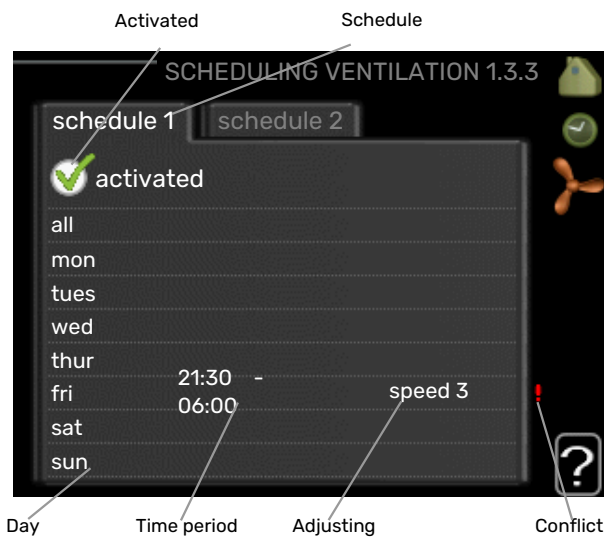 Activated Schedule
SCHEDULING VENTILATION 1.3.3
schedule 1 schedule 2
activated
all
mon
tues
wed
thur
21:30 -
fri speed 3 !
06:00
sat
sun ?
Day Time period Adjusting Conflict